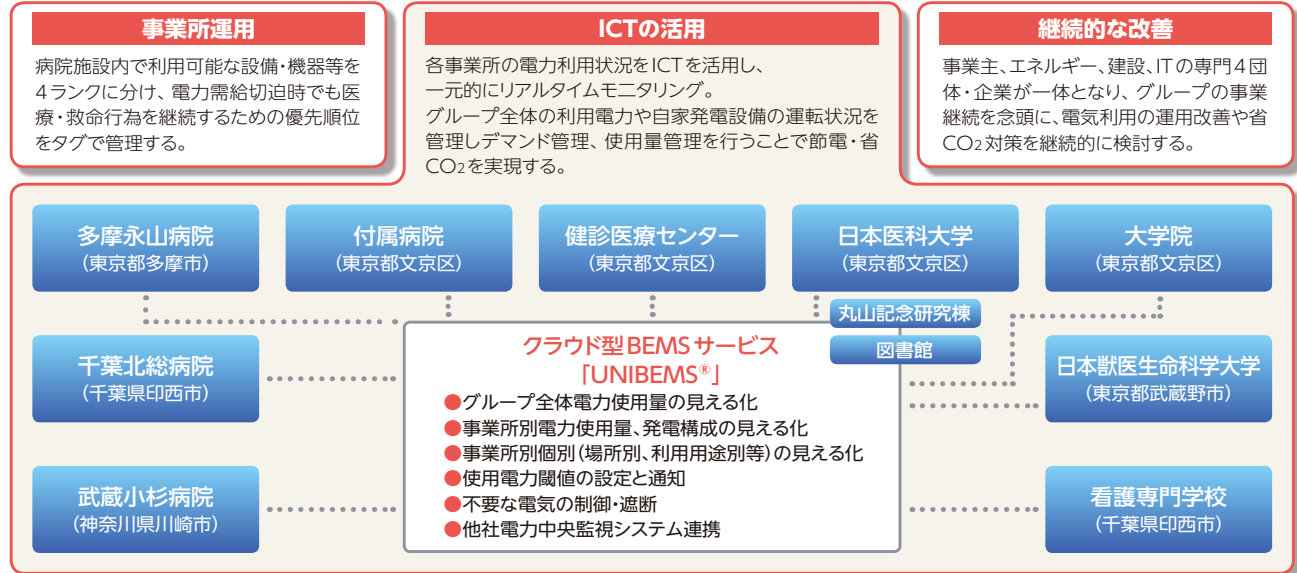 事業所運用
病院施設内で利用可能な設備・機器等を
4ランクに分け、電力需給切迫時でも医
療・救命行為を継続するための優先順位
をタグで管理する。
ICTの活用
各事業所の電力利用状況をICTを活用し、
一元的にリアルタイムモニタリング。
グループ全体の利用電力や自家発電設備の運転状況を
管理しデマンド管理、使用量管理を行うことで節電・省
CO2を実現する。
継続的な改善
事業主、エネルギー、建設、ITの専門4団
体・企業が一体となり、グループの事業
継続を念頭に、電気利用の運用改善や省
CO2対策を継続的に検討する。
多摩永山病院
(東京都多摩市)
付属病院
(東京都文京区)
健診医療センター
(東京都文京区)
日本医科大学
(東京都文京区)
大学院
(東京都文京区)
丸山記念研究棟
図書館
千葉北総病院
(千葉県印西市)
武蔵小杉病院
(神奈川県川崎市)
クラウド型BEMSサービス
「UNIBEMS®」
●グループ全体電力使用量の見える化
●事業所別電力使用量、発電構成の見える化
●事業所別個別(場所別、利用用途別等)の見える化
●使用電力閾値の設定と通知
●不要な電気の制御・遮断
●他社電力中央監視システム連携
日本獣医生命科学大学
(東京都武蔵野市)
看護専門学校
(千葉県印西市)